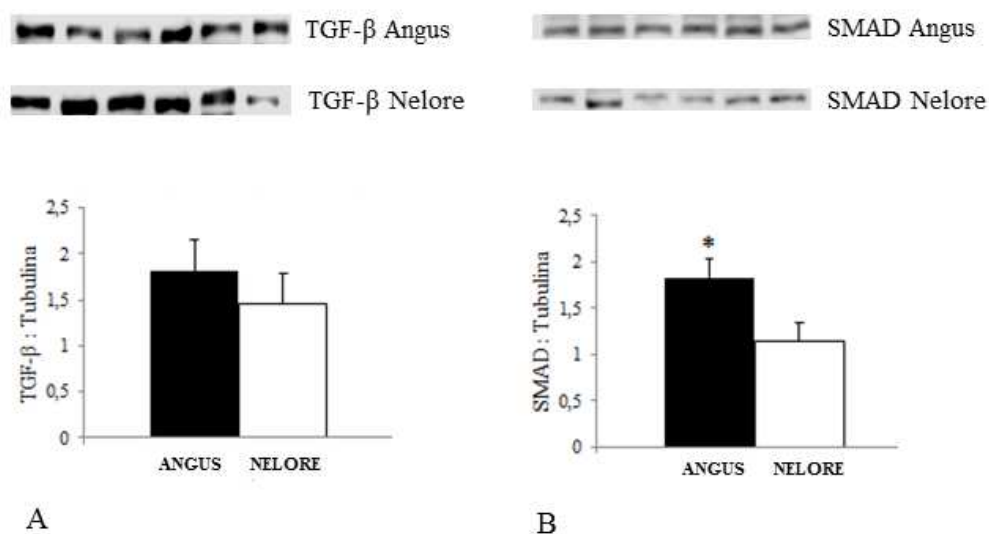 TGF-β Angus
TGF-β Nelore
TGF-β : Tubulina
2,5
2
1,5
1
0,5
0
ANGUS NELORE
A
SMAD Angus
SMAD Nelore
SMAD : Tubulina
2,5
2
1,5
1
0,5
0
*
ANGUS NELORE
B